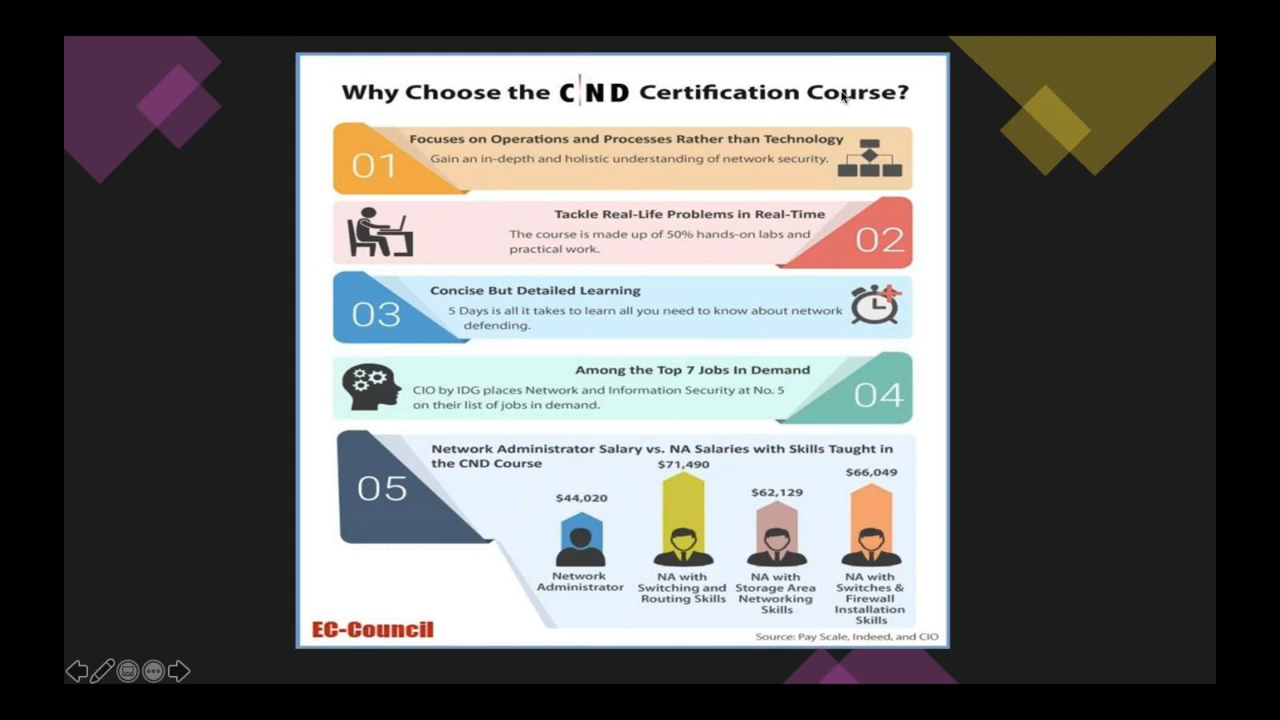 Why Choose the C|ND Certification Course?
01
Focuses on Operations and Processes Rather than Technology
Gain an in-depth and holistic understanding of network security.
Tackle Real-Life Problems in Real-Time
The course is made up of 50% hands-on labs and
practical work.
02
03
Concise But Detailed Learning
5 Days is all it takes to learn all you need to know about network
defending.
Among the Top 7 Jobs In Demand
CIO by IDG places Network and Information Security at No. 5
on their list of jobs in demand.
04
05
Network Administrator Salary vs. NA Salaries with Skills Taught in
the CND Course
$44,020
$71,490
$62,129
$66,049
Network
Administrator
NA with
Switching and
Routing Skills
NA with
Storage Area
Networking
Skills
NA with
Switches &
Firewall
Installation
Skills
EC-Council
Source: Pay Scale, Indeed, and CIO